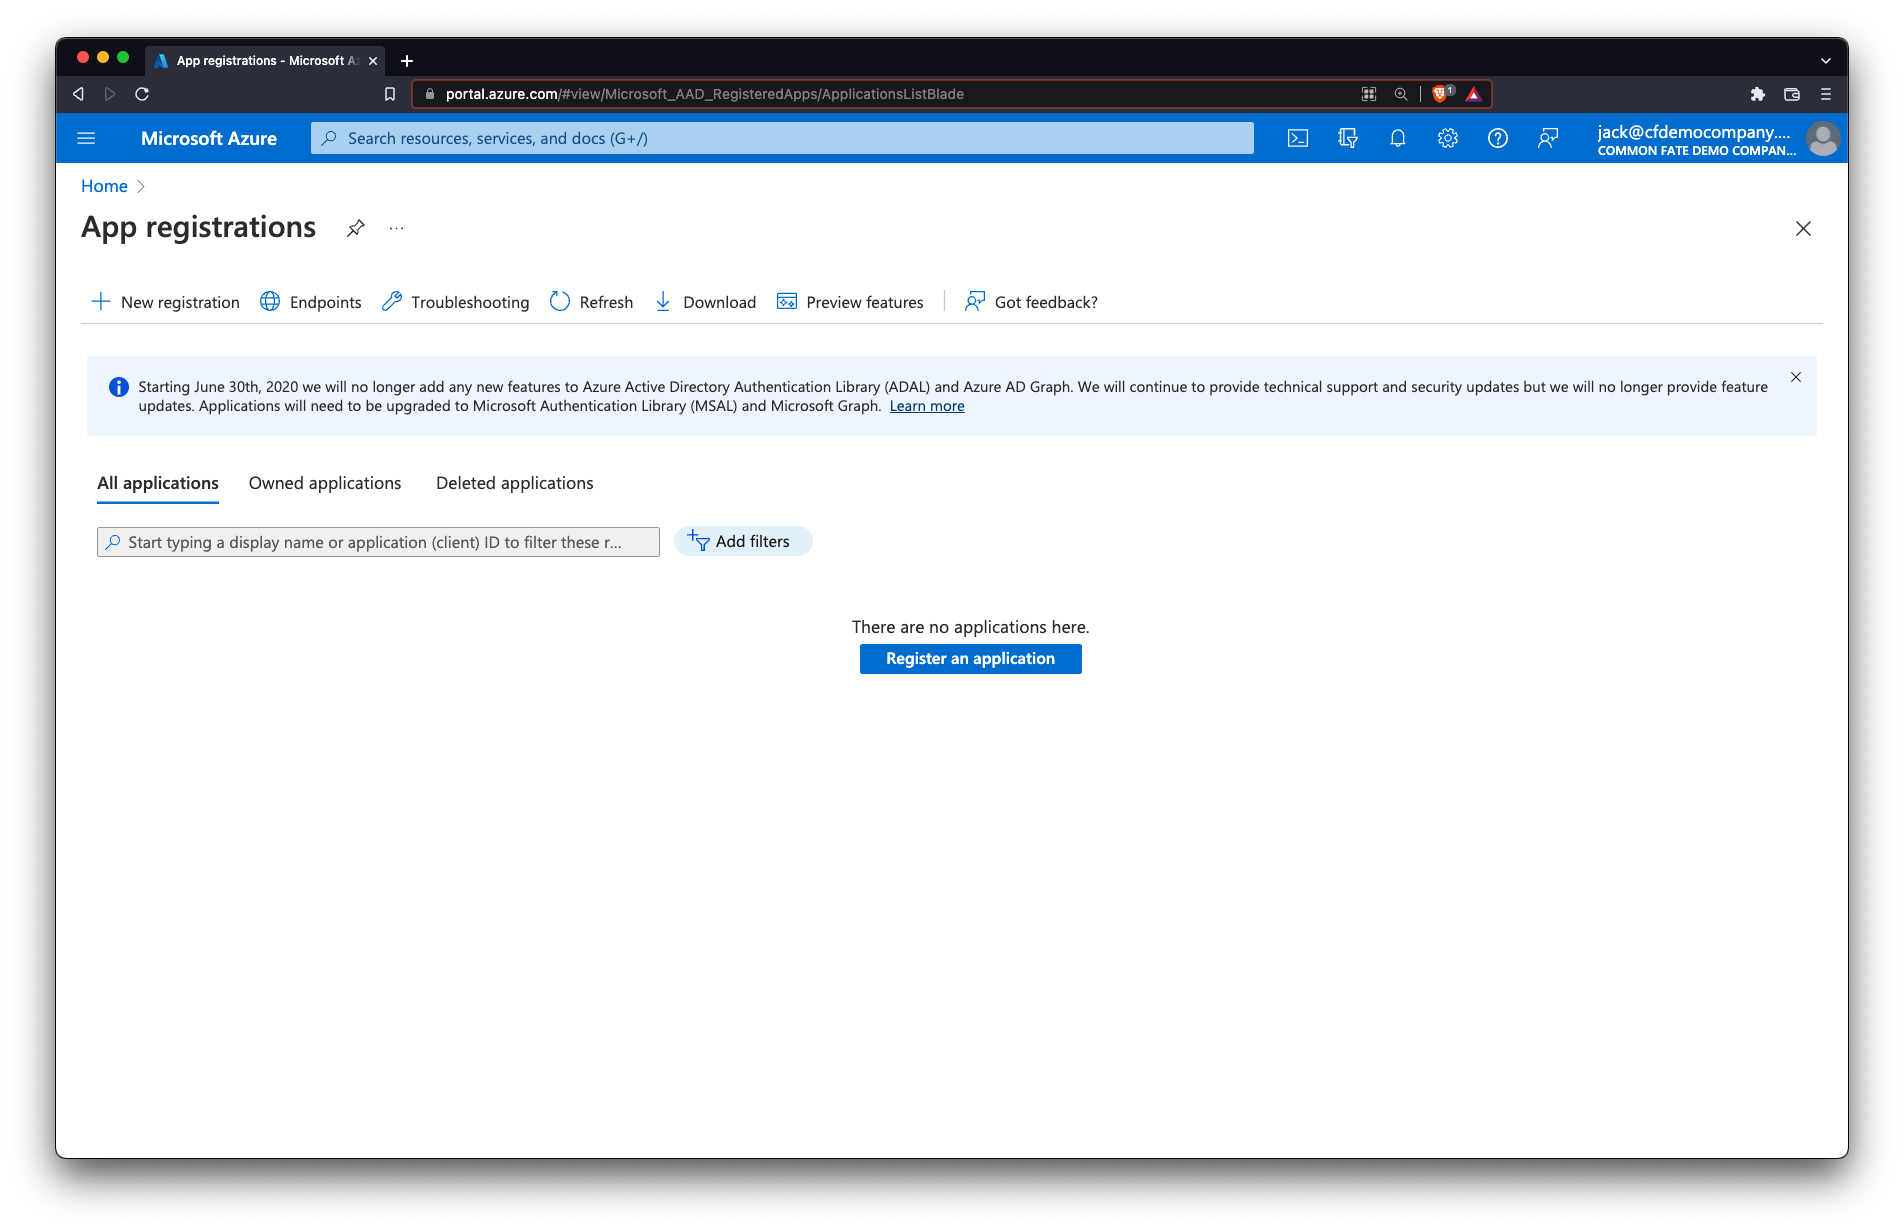 App registrations - Microsoft Az
portal.azure.com/#view/Microsoft_AAD_RegisteredApps/ApplicationsListBlade
1
Microsoft Azure
Search resources, services, and docs (G+/)
jack@cfdemocompany....
COMMON FATE DEMO COMPAN...
Home
App registrations
...
New registration
Endpoints
Troubleshooting
Refresh
Download
Preview features
Got feedback?
Starting June 30th, 2020 we will no longer add any new features to Azure Active Directory Authentication Library (ADAL) and Azure AD Graph. We will continue to provide technical support and security updates but we will no longer provide feature
updates. Applications will need to be upgraded to Microsoft Authentication Library (MSAL) and Microsoft Graph. Learn more
All applications
Owned applications
Deleted applications
Start typing a display name or application (client) ID to filter these r...
Add filters
There are no applications here.
Register an application